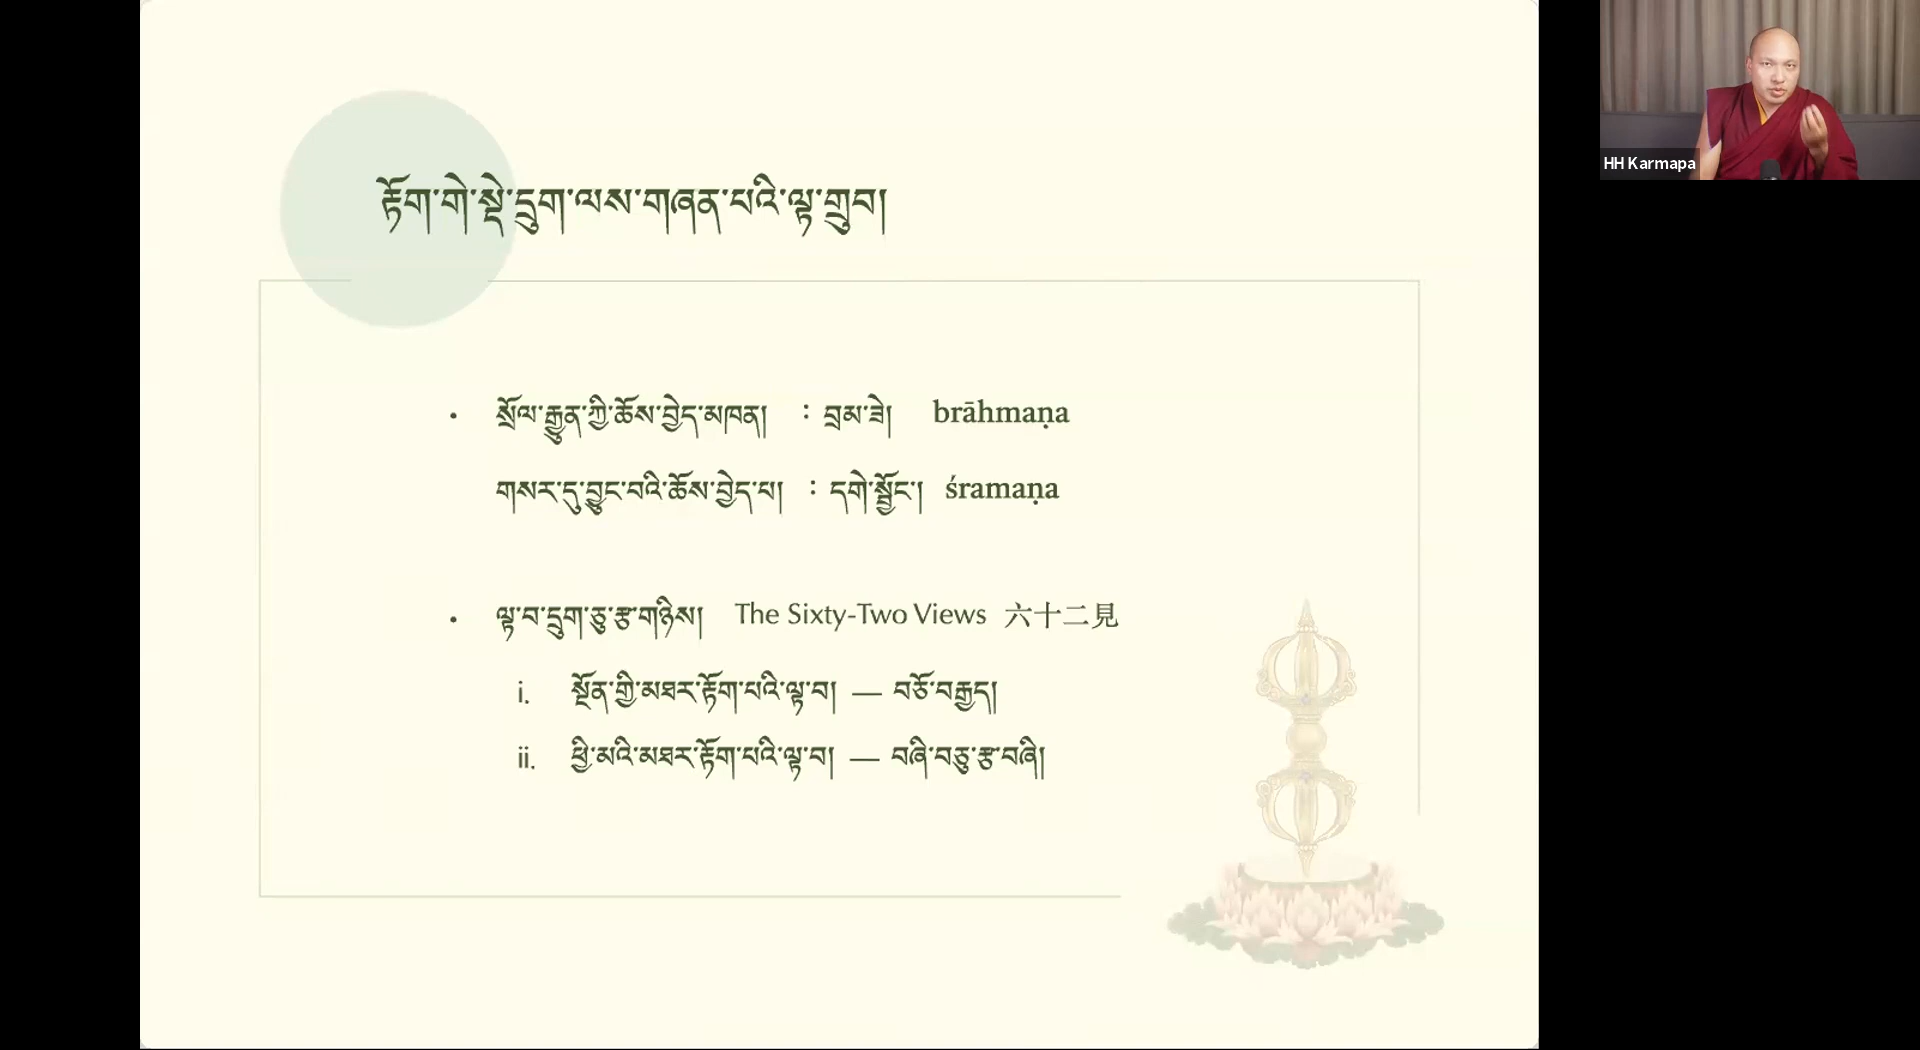 རྟོག་གེ་སྡེ་དྲུག་ལས་གཞན་པའི་ལྟ་གྲུབ།
• སྲོལ་རྒྱུན་ཀྱི་ཆོས་བྱེད་མཁན། : བྲམ་ཟེ། brāhmaṇa
གསར་དུ་བྱུང་བའི་ཆོས་བྱེད་པ། : དགེ་སྦྱོང་། śramaṇa
• ལྟ་བ་དྲུག་ཅུ་རྩ་གཉིས། The Sixty-Two Views 六十二見
i. སྔོན་གྱི་མཐར་རྟོག་པའི་ལྟ་བ། — བཅོ་བརྒྱད།
ii. ཕྱི་མའི་མཐར་རྟོག་པའི་ལྟ་བ། — བཞི་བཅུ་རྩ་བཞི།
HH Karmapa